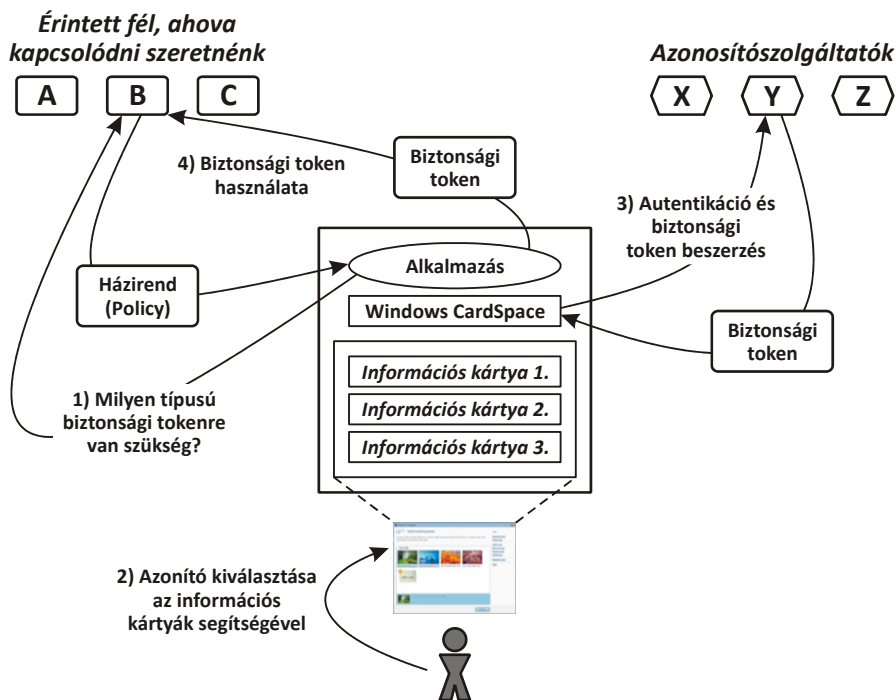 Érintett fél, ahova
kapcsolódni szeretnénk
Azonosítószolgáltatók
A
B
C
X
Y
Z
4) Biztonsági token
használata
Biztonsági
token
3) Autentikáció és
biztonsági
token beszerzés
Házirend
(Policy)
Alkalmazás
Windows CardSpace
Biztonsági
token
Információs kártya 1.
Információs kártya 2.
Információs kártya 3.
1) Milyen típusú
biztonsági tokenre
van szükség?
2) Azonító kiválasztása
az információs
kártyák segítségével